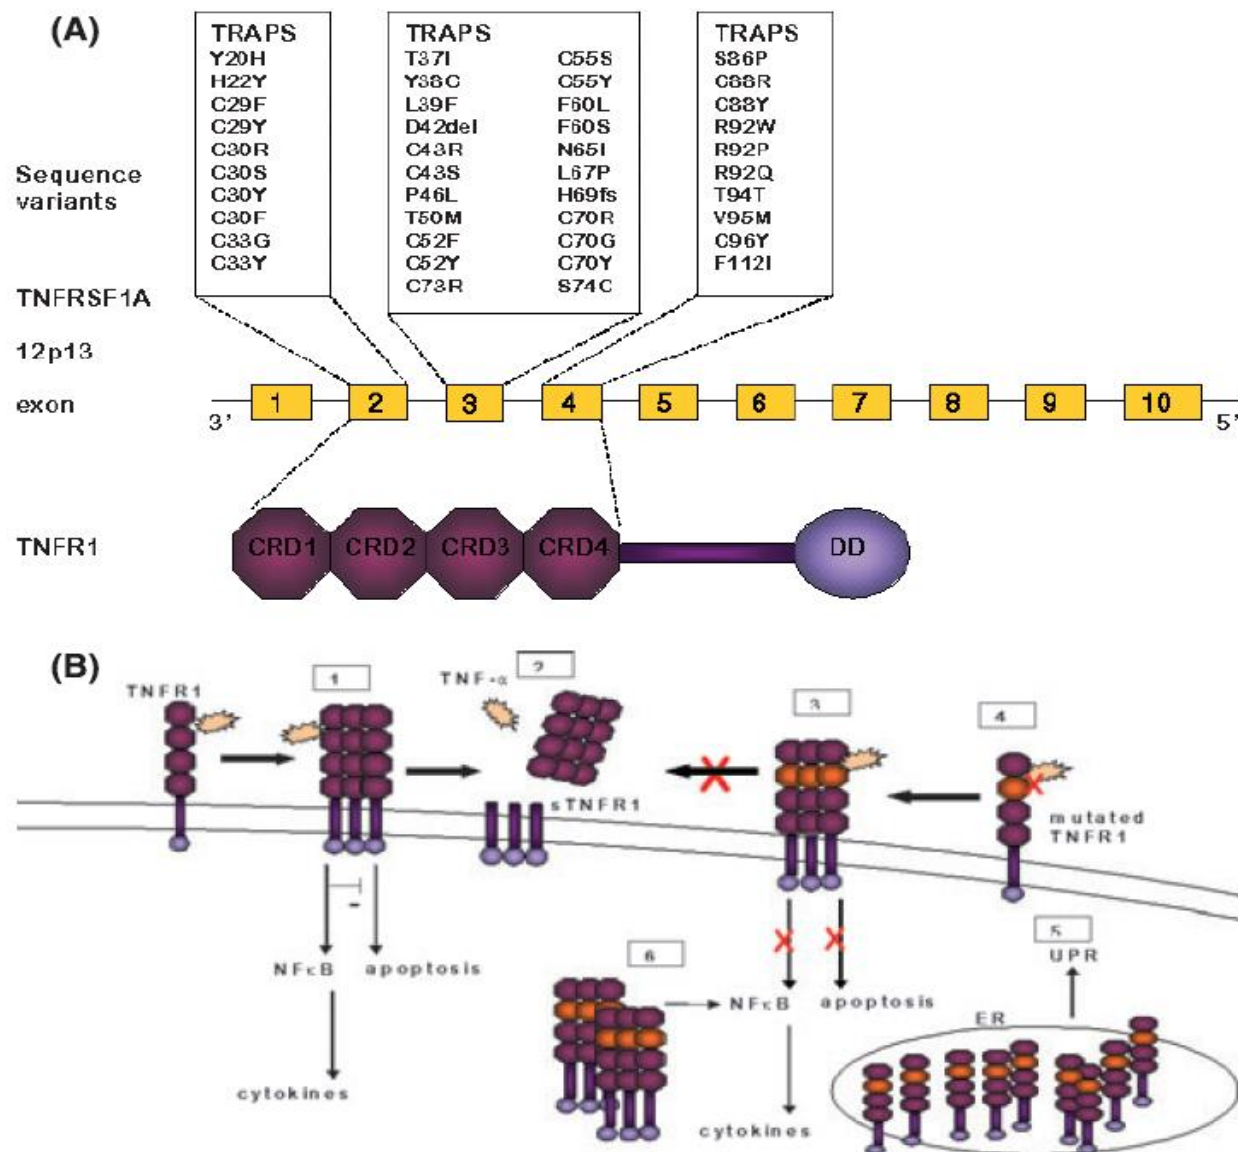 (A)
TRAPS
Y20H
H22Y
C29F
C29Y
C30R
C30S
C30Y
C30F
C33G
C33Y
TRAPS
T37I C55S
Y38C C55Y
L39F F60L
D42del F60S
C43R N65I
C43S L67P
P46L H69fs
T50M C70R
C52F C70G
C52Y C70Y
C73R S74C
TRAPS
S86P
C88R
C88Y
R92W
R92P
R92Q
T94T
V95M
C96Y
F112I
Sequence
variants
TNFRSF1A
12p13
exon
3’ 1 2 3 4 5 6 7 8 9 10 5’
TNFR1 CRD1 CRD2 CRD3 CRD4 DD
(B)
TNFR1
1
TNF-α
2
sTNFR1
3
4
mutated
TNFR1
-
NFκB apoptosis
cytokines
6
NFκB apoptosis
cytokines
5
UPR
ER